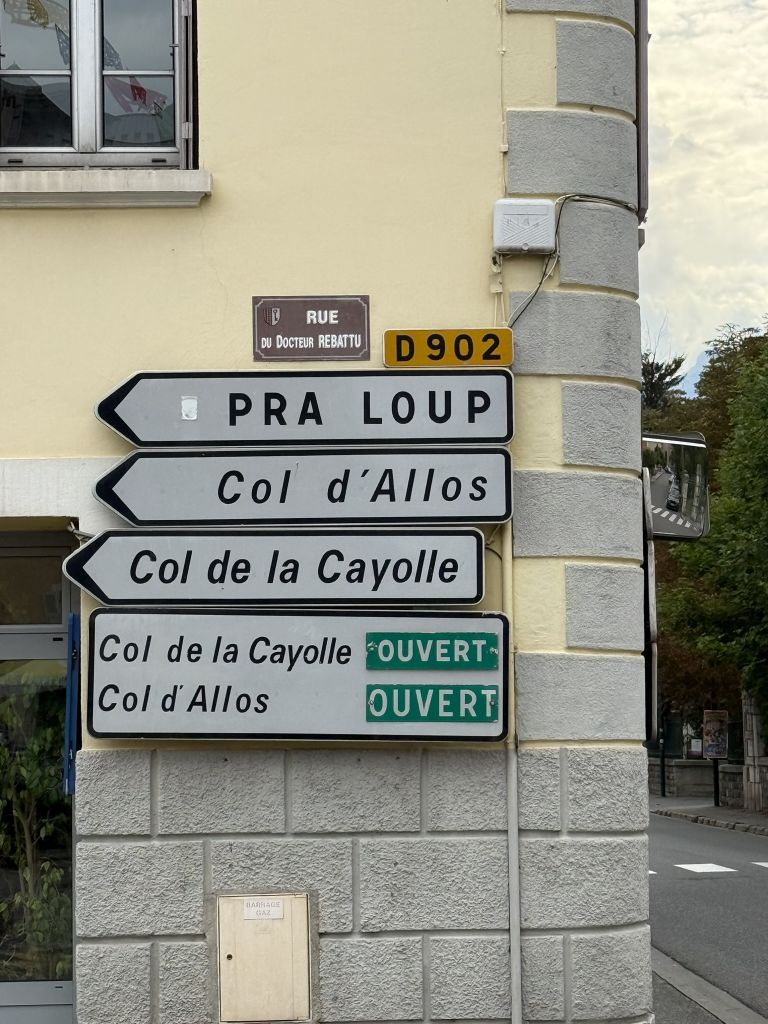 RUE
DU DOCTEUR REBATTU
D 902
PRA LOUP
Col d'Allos
Col de la Cayolle
Col de la Cayolle OUVERT
Col d'Allos OUVERT
BARRAGE
GAZ